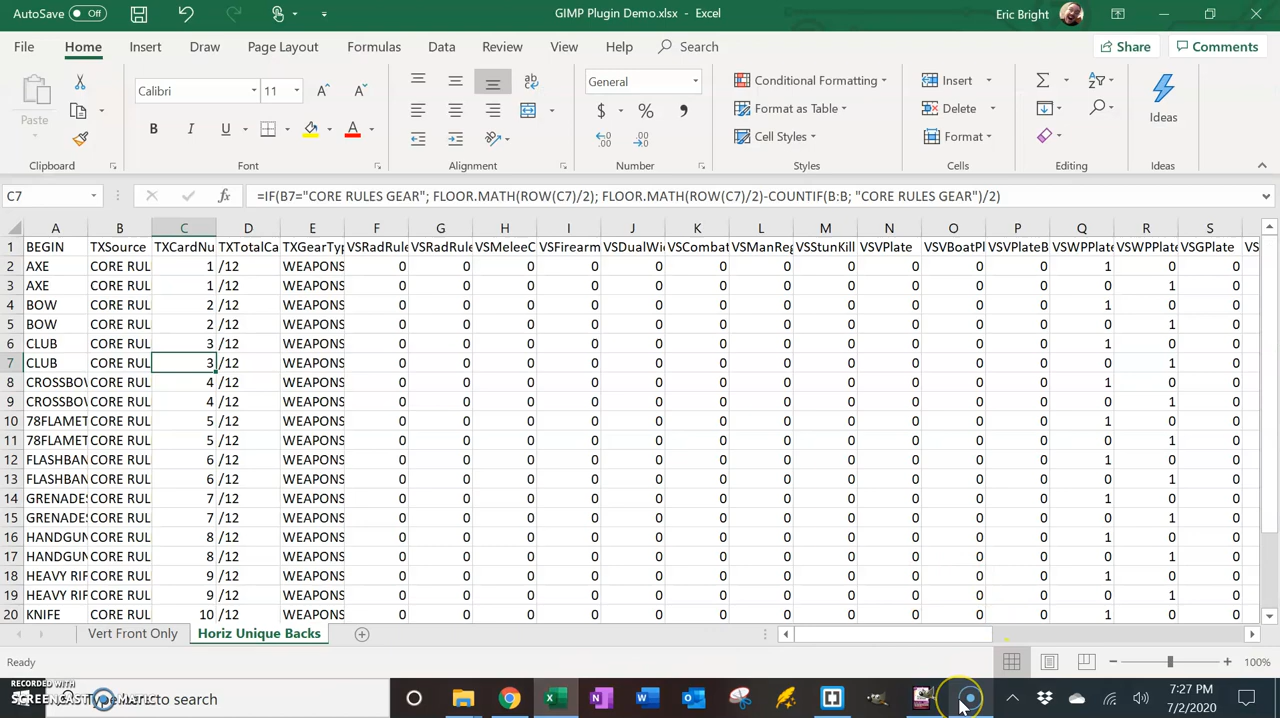 AutoSave Off GIMP Plugin Demo.xlsx - Excel Eric Bright
File Home Insert Draw Page Layout Formulas Data Review View Help Search Share Comments
Paste Calibri 11 A A ab General Conditional Formatting Insert Ideas
B I U A $ % Format as Table Delete
Cell Styles Format
Clipboard Font Alignment Number Styles Cells Editing Ideas
C7 fx =IF(B7="CORE RULES GEAR"; FLOOR.MATH(ROW(C7)/2); FLOOR.MATH(ROW(C7)/2)-COUNTIF(B:B; "CORE RULES GEAR")/2)
A B C D E F G H I J K L M N O P Q R S
1 BEGIN TXSource TXCardNu TXTotalCa TXGearTyp VSRadRule VSRadRule VSMeleeC VSFirearm VSDualWi VSCombat VSManReg VSStunKill VSVPlate VSVBoatPl VSVPlateB VSWPPlate VSWPPlate VSGPlate VS
2 AXE CORE RUL 1 /12 WEAPONS 0 0 0 0 0 0 0 0 0 0 0 1 0 0
3 AXE CORE RUL 1 /12 WEAPONS 0 0 0 0 0 0 0 0 0 0 0 0 1 0
4 BOW CORE RUL 2 /12 WEAPONS 0 0 0 0 0 0 0 0 0 0 0 1 0 0
5 BOW CORE RUL 2 /12 WEAPONS 0 0 0 0 0 0 0 0 0 0 0 0 1 0
6 CLUB CORE RUL 3 /12 WEAPONS 0 0 0 0 0 0 0 0 0 0 0 1 0 0
7 CLUB CORE RUL 3 /12 WEAPONS 0 0 0 0 0 0 0 0 0 0 0 0 1 0
8 CROSSBOW CORE RUL 4 /12 WEAPONS 0 0 0 0 0 0 0 0 0 0 0 1 0 0
9 CROSSBOW CORE RUL 4 /12 WEAPONS 0 0 0 0 0 0 0 0 0 0 0 0 1 0
10 78FLAMET CORE RUL 5 /12 WEAPONS 0 0 0 0 0 0 0 0 0 0 0 1 0 0
11 78FLAMET CORE RUL 5 /12 WEAPONS 0 0 0 0 0 0 0 0 0 0 0 0 1 0
12 FLASHBAN CORE RUL 6 /12 WEAPONS 0 0 0 0 0 0 0 0 0 0 0 1 0 0
13 FLASHBAN CORE RUL 6 /12 WEAPONS 0 0 0 0 0 0 0 0 0 0 0 0 1 0
14 GRENADES CORE RUL 7 /12 WEAPONS 0 0 0 0 0 0 0 0 0 0 0 1 0 0
15 GRENADES CORE RUL 7 /12 WEAPONS 0 0 0 0 0 0 0 0 0 0 0 0 1 0
16 HANDGUN CORE RUL 8 /12 WEAPONS 0 0 0 0 0 0 0 0 0 0 0 1 0 0
17 HANDGUN CORE RUL 8 /12 WEAPONS 0 0 0 0 0 0 0 0 0 0 0 0 1 0
18 HEAVY RIF CORE RUL 9 /12 WEAPONS 0 0 0 0 0 0 0 0 0 0 0 1 0 0
19 HEAVY RIF CORE RUL 9 /12 WEAPONS 0 0 0 0 0 0 0 0 0 0 0 0 1 0
20 KNIFE CORE RUL 10 /12 WEAPONS 0 0 0 0 0 0 0 0 0 0 0 1 0 0
Vert Front Only Horiz Unique Backs
Ready 100%
RECORDED WITH
SCREENCAST MATIC
Type here to search
7:27 PM
7/2/2020